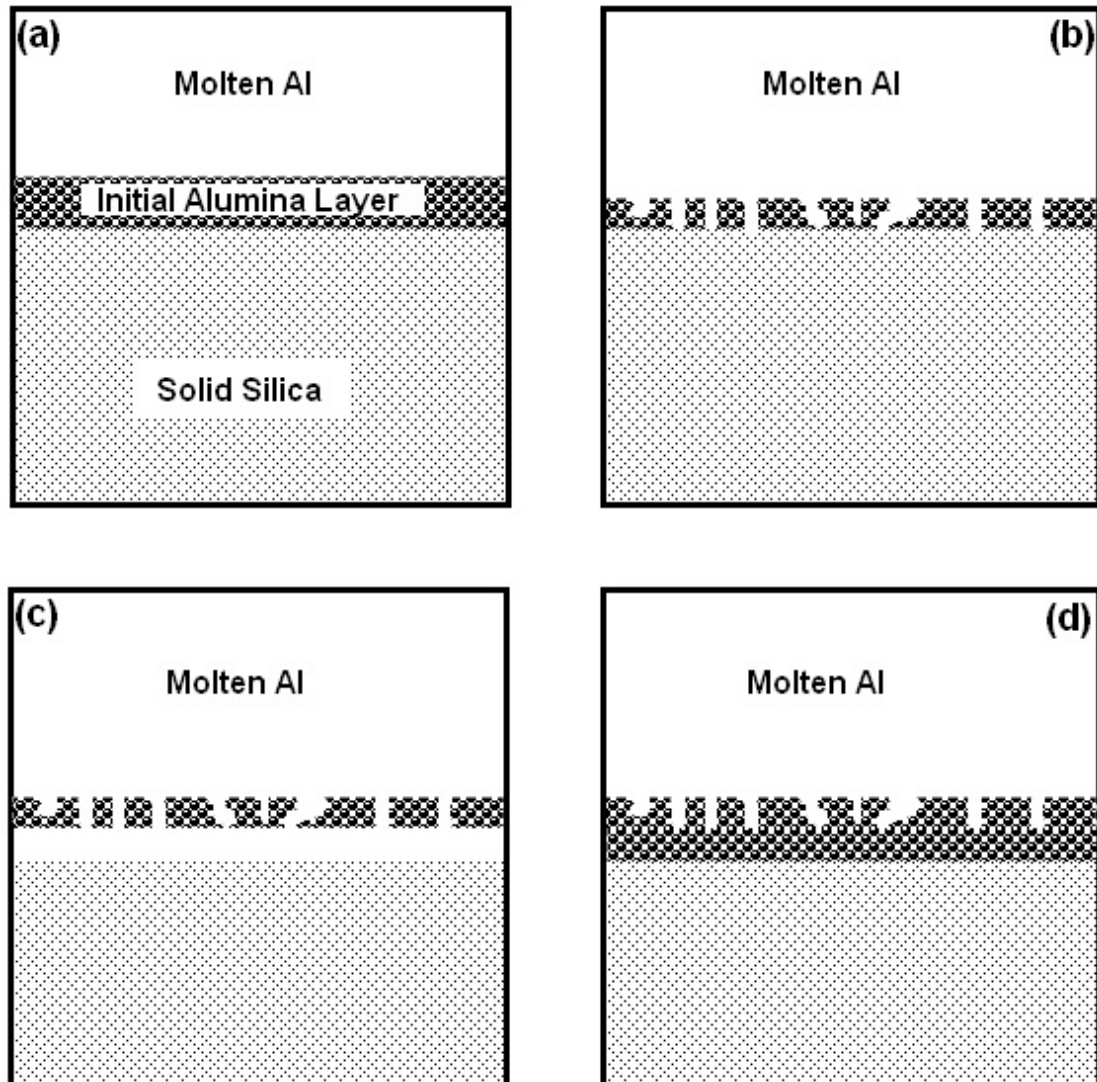 (a)
Molten Al
Initial Alumina Layer
Solid Silica
(b)
Molten Al
(c)
Molten Al
(d)
Molten Al